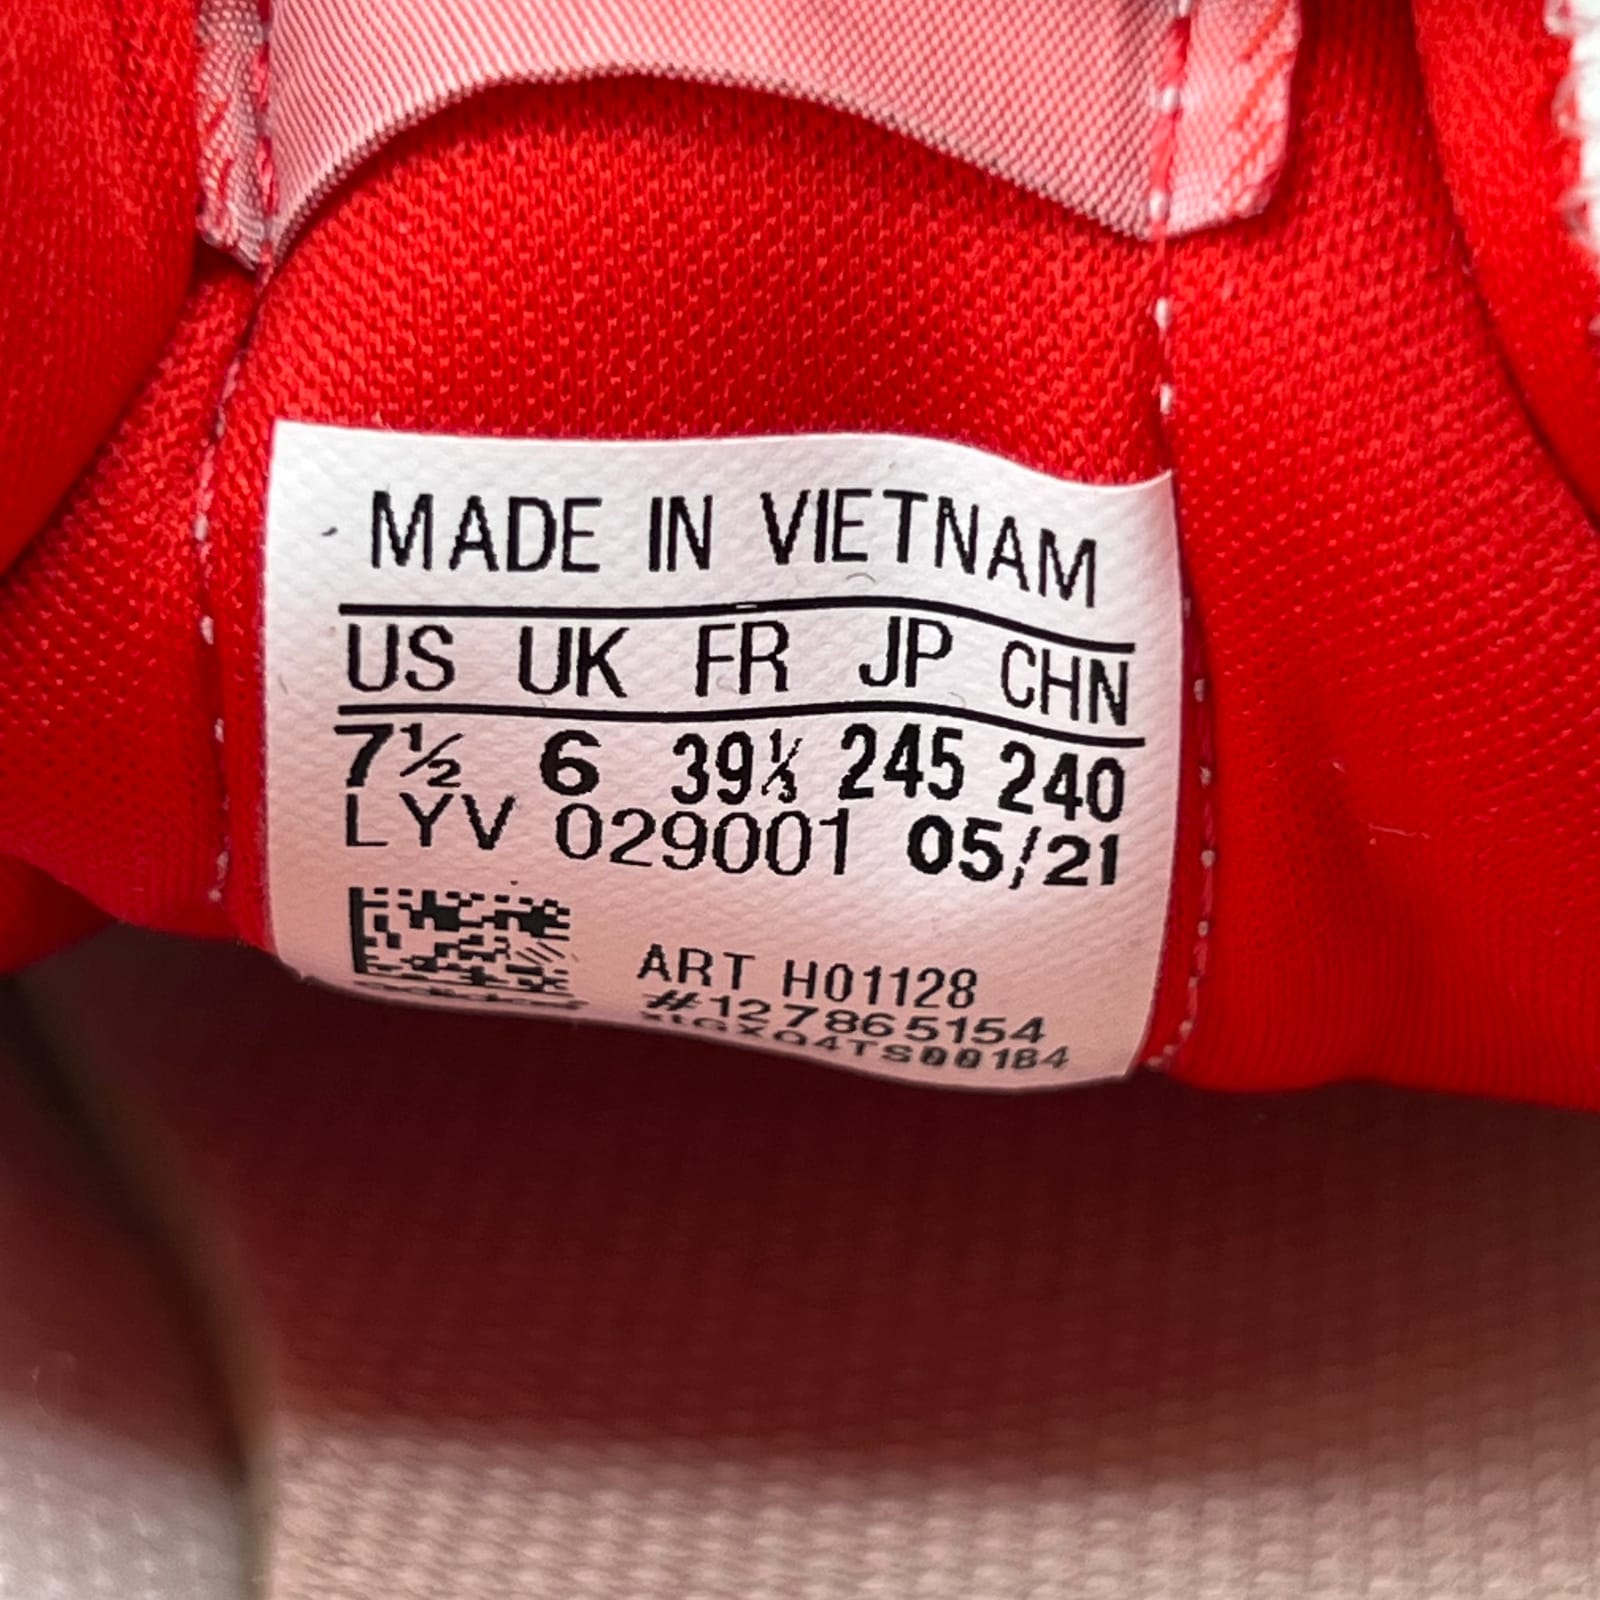 MADE IN VIETNAM
US UK FR JP CHN
7½ 6 39⅓ 245 240
LYV 029001 05/21
ART H01128
#127865154